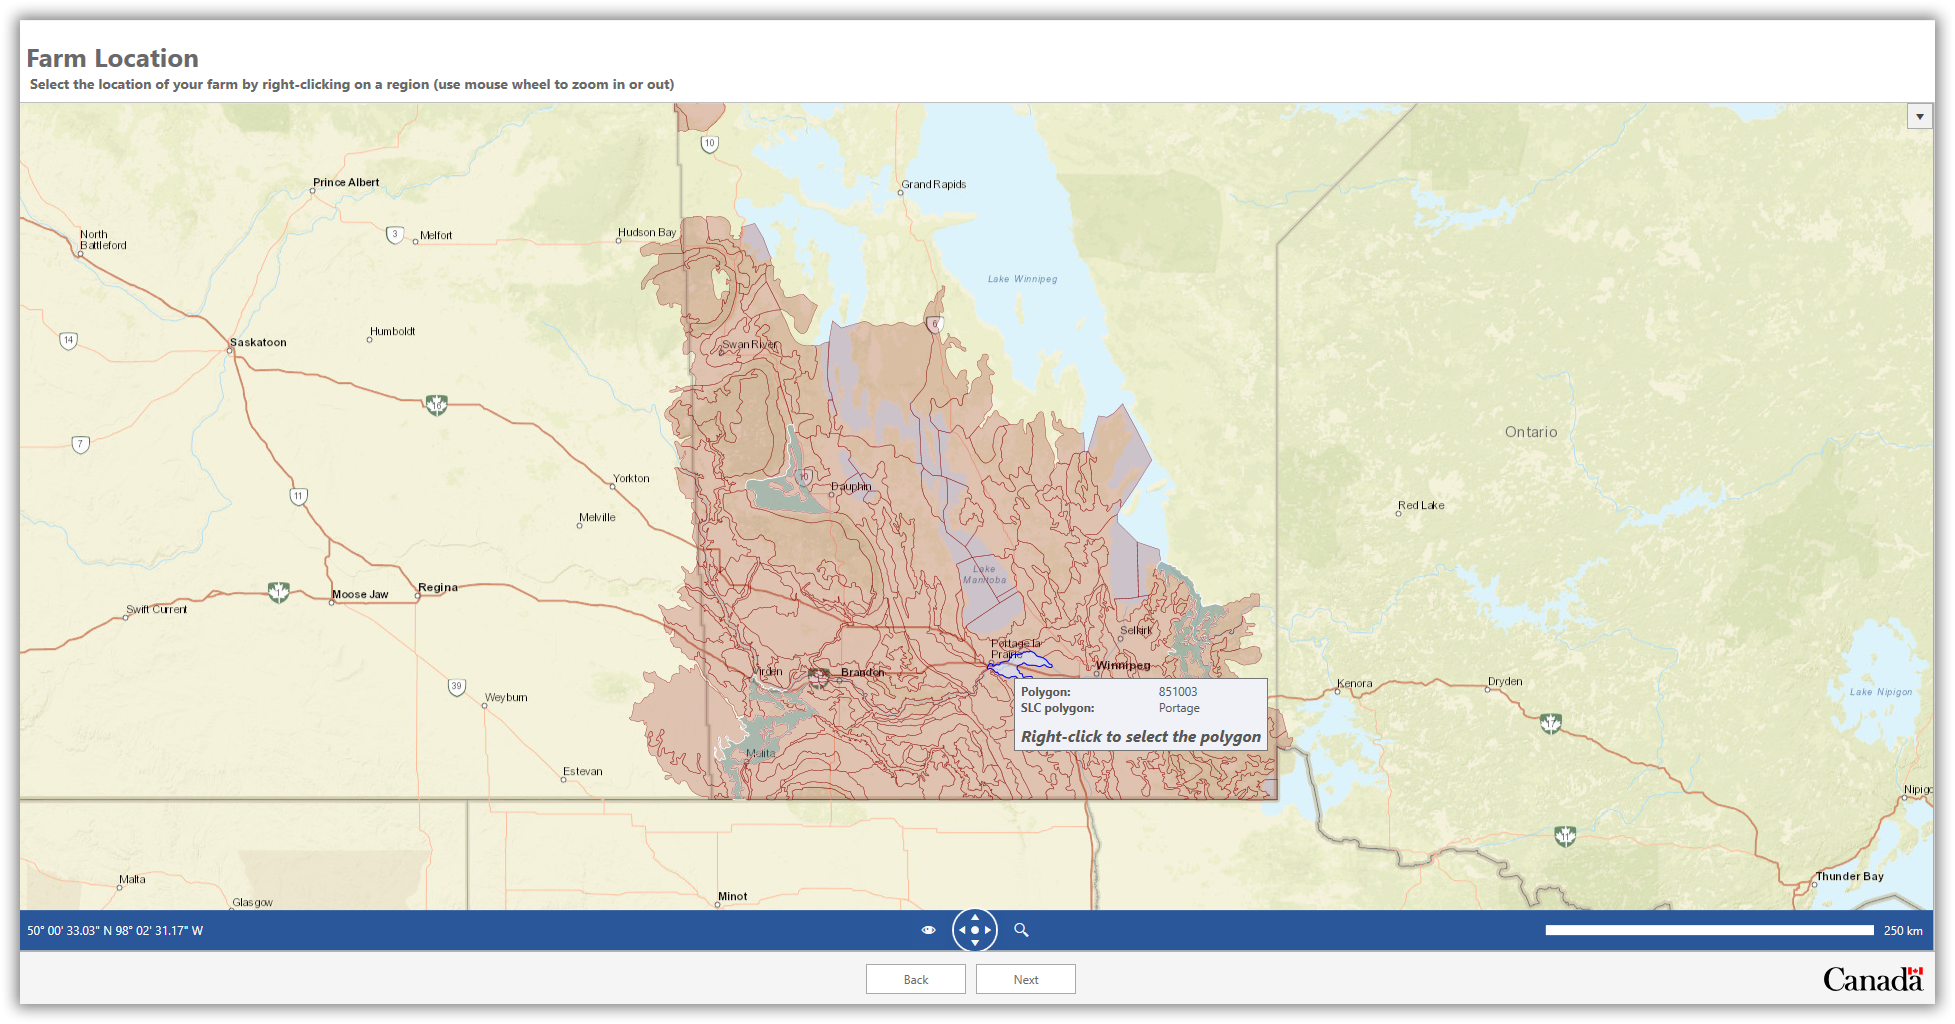 Farm Location
Select the location of your farm by right-clicking on a region (use mouse wheel to zoom in or out)
10
Prince Albert
Grand Rapids
North
Battleford
3
Melfort
Hudson Bay
Lake Winnipeg
14
Saskatoon
Humboldt
6
Swan River
16
7
Ontario
11
Yorkton
10
Dauphin
Melville
Red Lake
Lake
Manitoba
1
Moose Jaw
Regina
Swift Current
Selkirk
Portage la
Prairie
Winnipeg
Virden
Brandon
39
Weyburn
Kenora
Dryden
Lake Nipigon
17
Polygon: 851003
SLC polygon: Portage
Right-click to select the polygon
Melita
Estevan
Nipigo
11
Malta
Glasgow
Minot
Thunder Bay
50° 00' 33.03" N 98° 02' 31.17" W
250 km
Back
Next
Canada